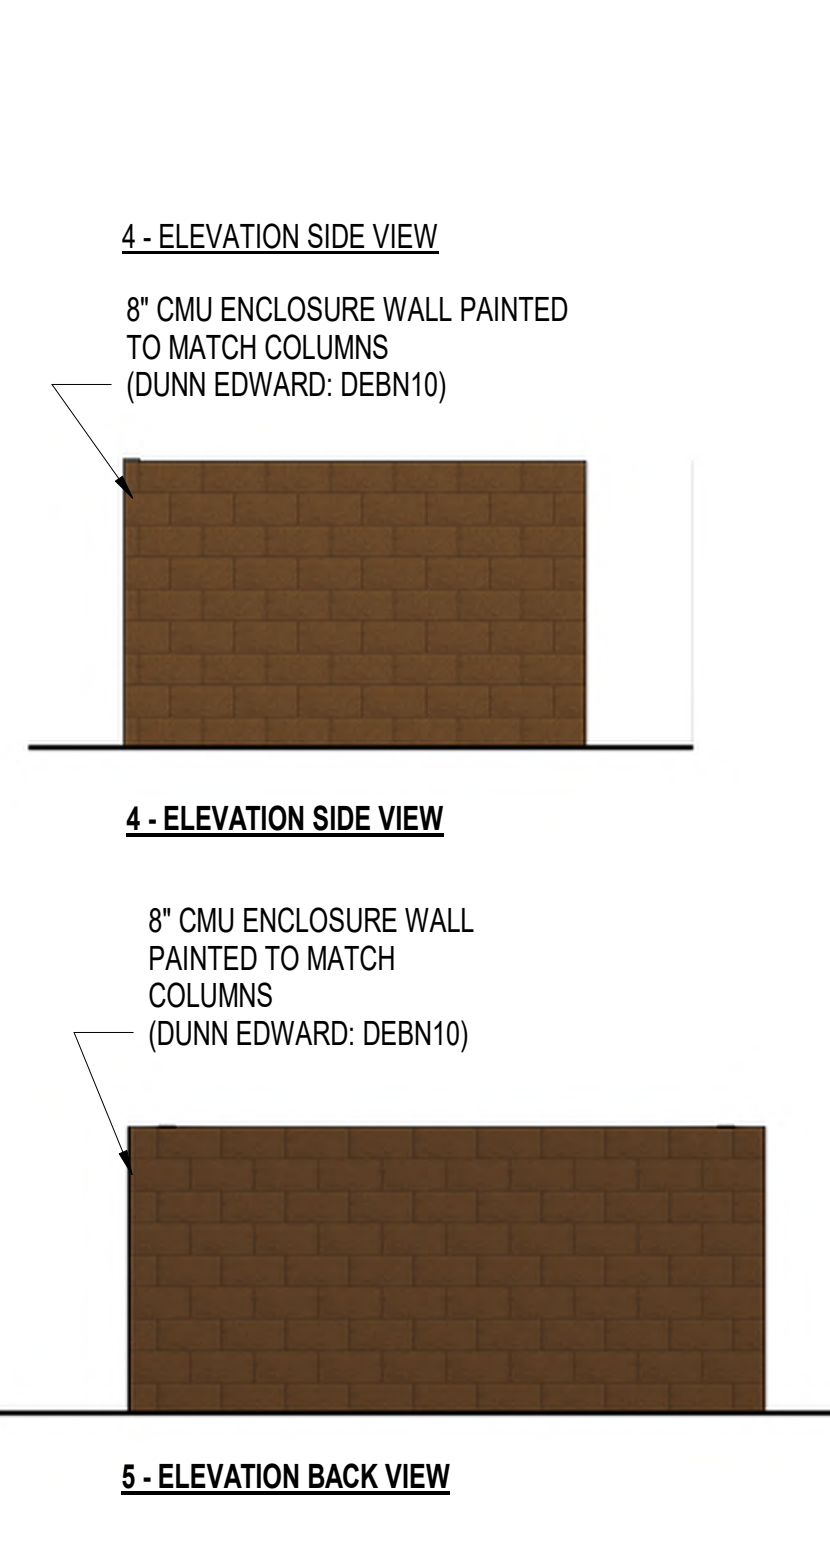 4 - ELEVATION SIDE VIEW
8" CMU ENCLOSURE WALL PAINTED
TO MATCH COLUMNS
(DUNN EDWARD: DEBN10)
4 - ELEVATION SIDE VIEW
8" CMU ENCLOSURE WALL
PAINTED TO MATCH
COLUMNS
(DUNN EDWARD: DEBN10)
5 - ELEVATION BACK VIEW